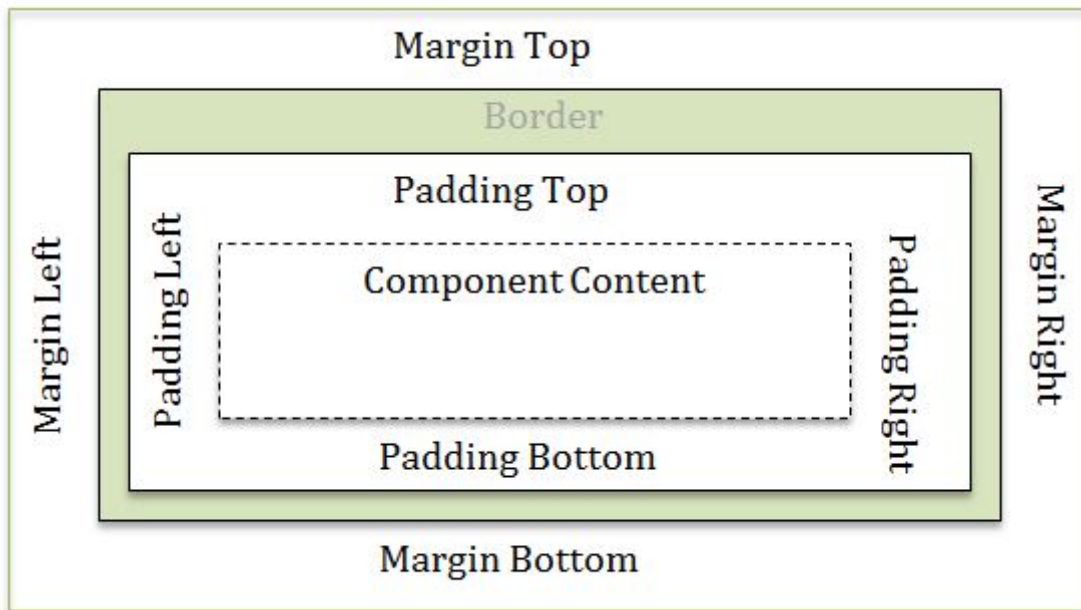 Margin Top
Border
Padding Top
Margin Left
Padding Left
Component Content
Padding Right
Margin Right
Padding Bottom
Margin Bottom